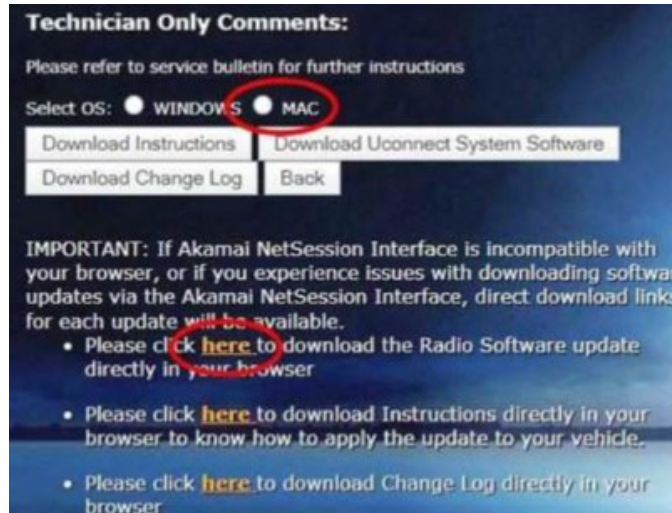 Technician Only Comments:
Please refer to service bulletin for further instructions
Select OS: WINDOWS MAC
Download Instructions Download Uconnect System Software
Download Change Log Back
IMPORTANT: If Akamai NetSession Interface is incompatible with
your browser, or if you experience issues with downloading softwar
updates via the Akamai NetSession Interface, direct download links
for each update will be available.
• Please click here to download the Radio Software update
directly in your browser
• Please click here to download Instructions directly in your
browser to know how to apply the update to your vehicle.
• Please click here to download Change Log directly in your
browser